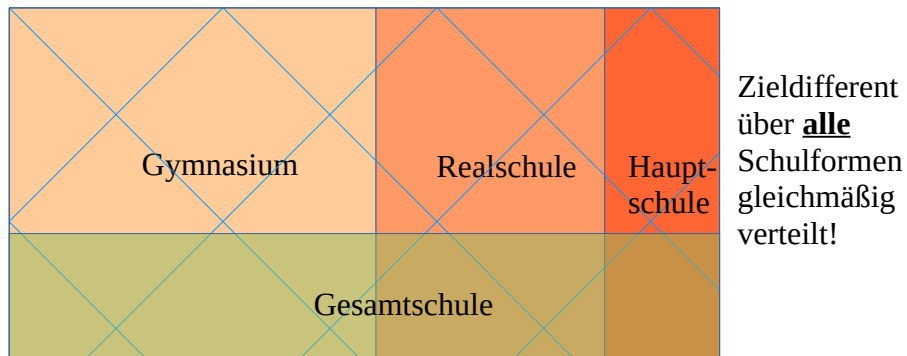 Gymnasium
Realschule
Haupt-
schule
Gesamtschule
Zieldifferent
über alle
Schulformen
gleichmäßig
verteilt!